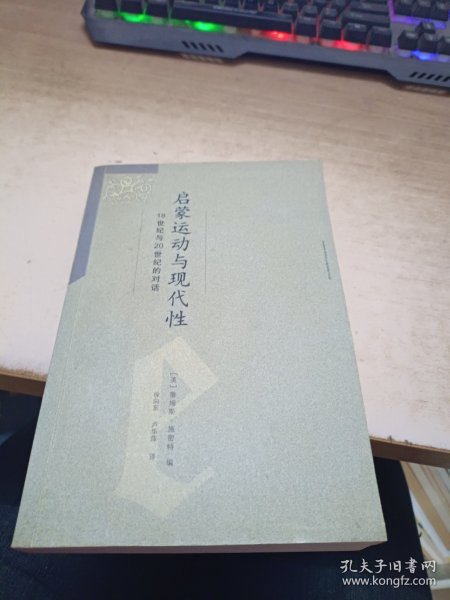 启蒙运动与现代性
18世纪与20世纪的对话
[美] 詹姆斯·施密特 编
徐向东 卢华萍 译
孔夫子旧书网
www.kongfz.com